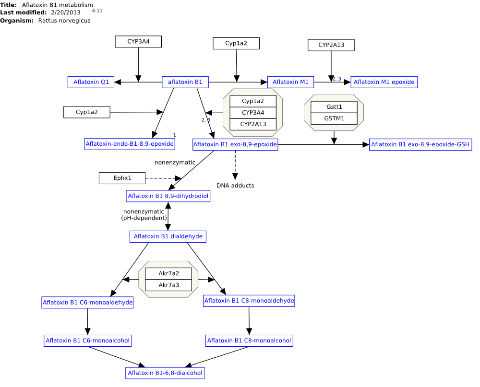 Title: Aflatoxin B1 metabolism
Last modified: 2/20/2013
Organism: Rattus norvegicus
CYP3A4
Cyp1a2
CYP2A13
Aflatoxin Q1
aflatoxin B1
Aflatoxin M1
Aflatoxin M1 epoxide
Cyp1a2
Cyp1a2
CYP3A4
CYP2A13
Gstt1
GSTM1
1
Aflatoxin-endo-B1-8,9-epoxide
Aflatoxin B1 exo-8,9-epoxide
Aflatoxin B1 exo-8,9-epoxide-GSH
nonenzymatic
Ephx1
DNA adducts
Aflatoxin B1 8,9-dihydrodiol
nonenzymatic
(pH-dependent)
Aflatoxin B1 dialdehyde
Akr7a2
Akr7a3
Aflatoxin B1 C6-monoaldehyde
Aflatoxin B1 C8-monoaldehyde
Aflatoxin B1 C6-monoalcohol
Aflatoxin B1 C8-monoalcohol
Aflatoxin B1-6,8-dialcohol